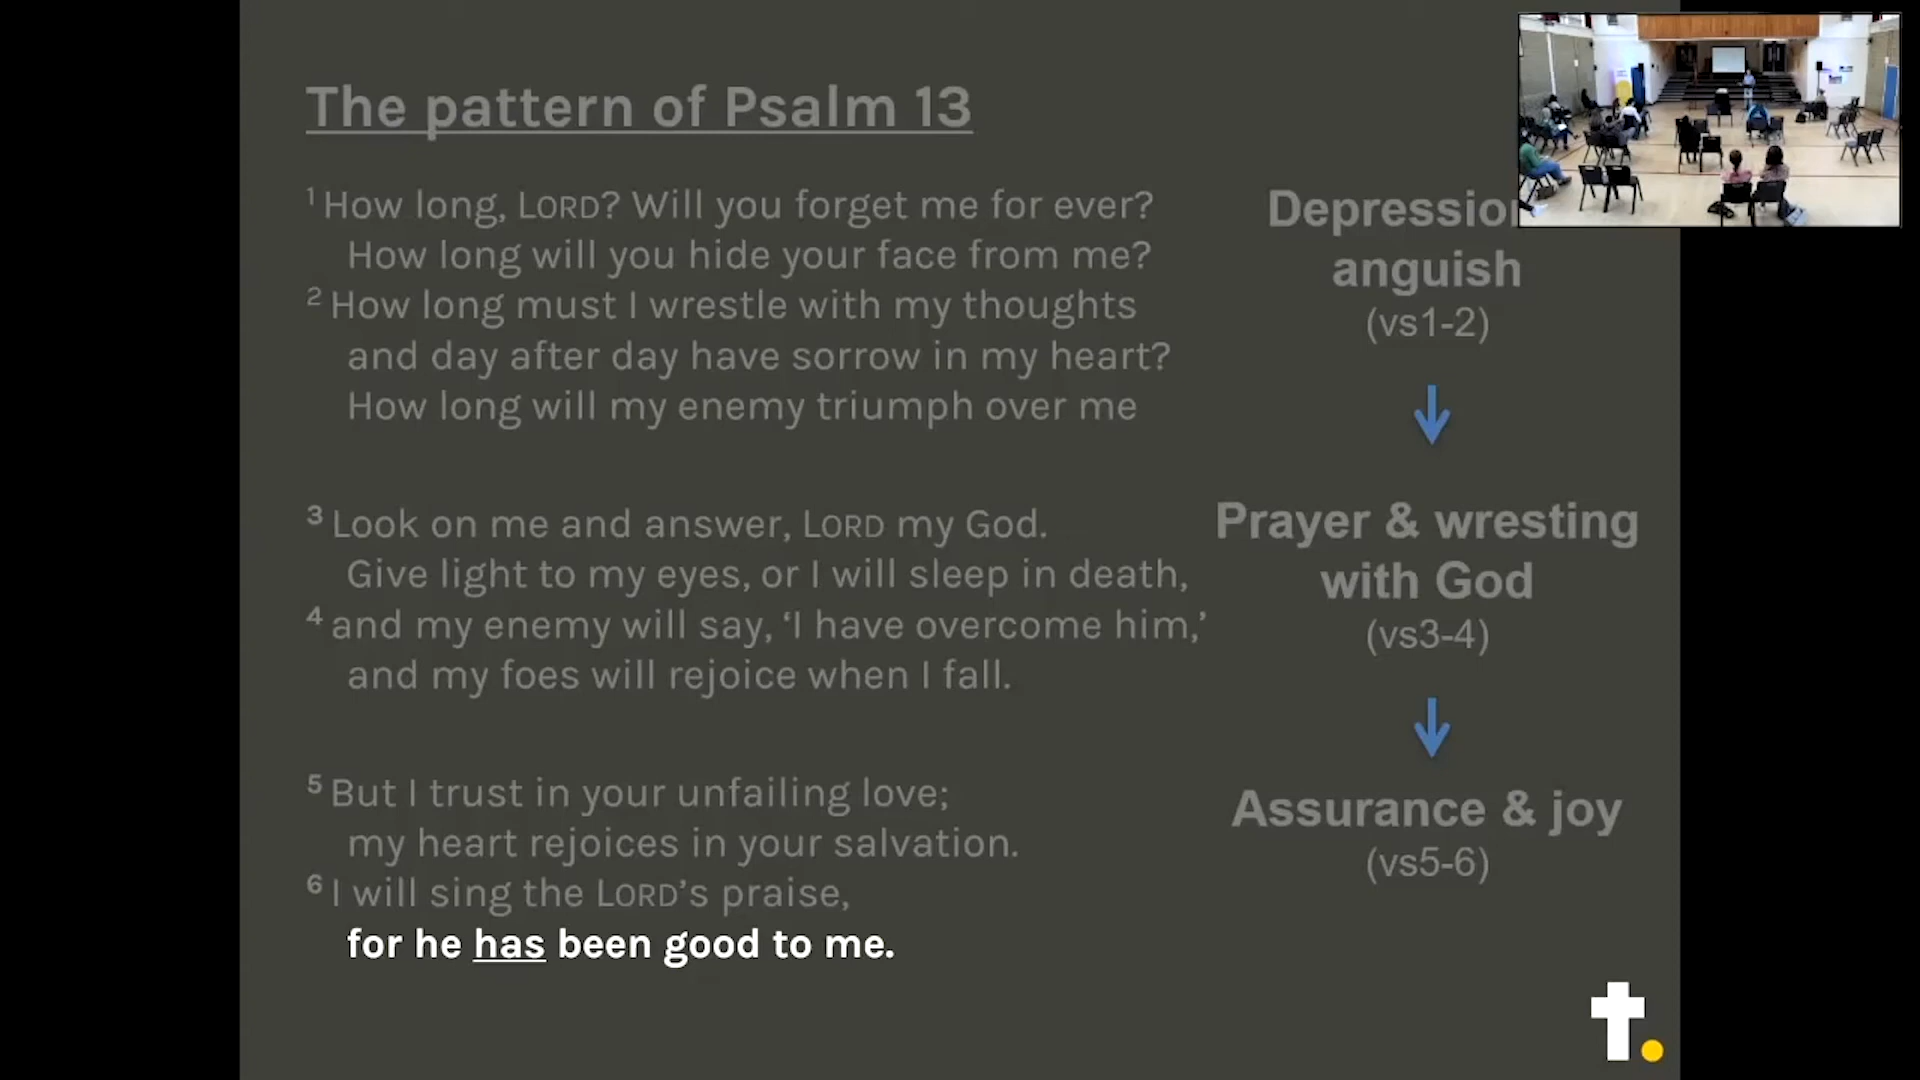 The pattern of Psalm 13
1 How long, LORD? Will you forget me for ever?
How long will you hide your face from me?
2 How long must I wrestle with my thoughts
and day after day have sorrow in my heart?
How long will my enemy triumph over me
3 Look on me and answer, LORD my God.
Give light to my eyes, or I will sleep in death,
4 and my enemy will say, ‘I have overcome him,’
and my foes will rejoice when I fall.
5 But I trust in your unfailing love;
my heart rejoices in your salvation.
6 I will sing the LORD’s praise,
for he has been good to me.
anguish
(vs1-2)
Prayer & wresting
with God
(vs3-4)
Assurance & joy
(vs5-6)